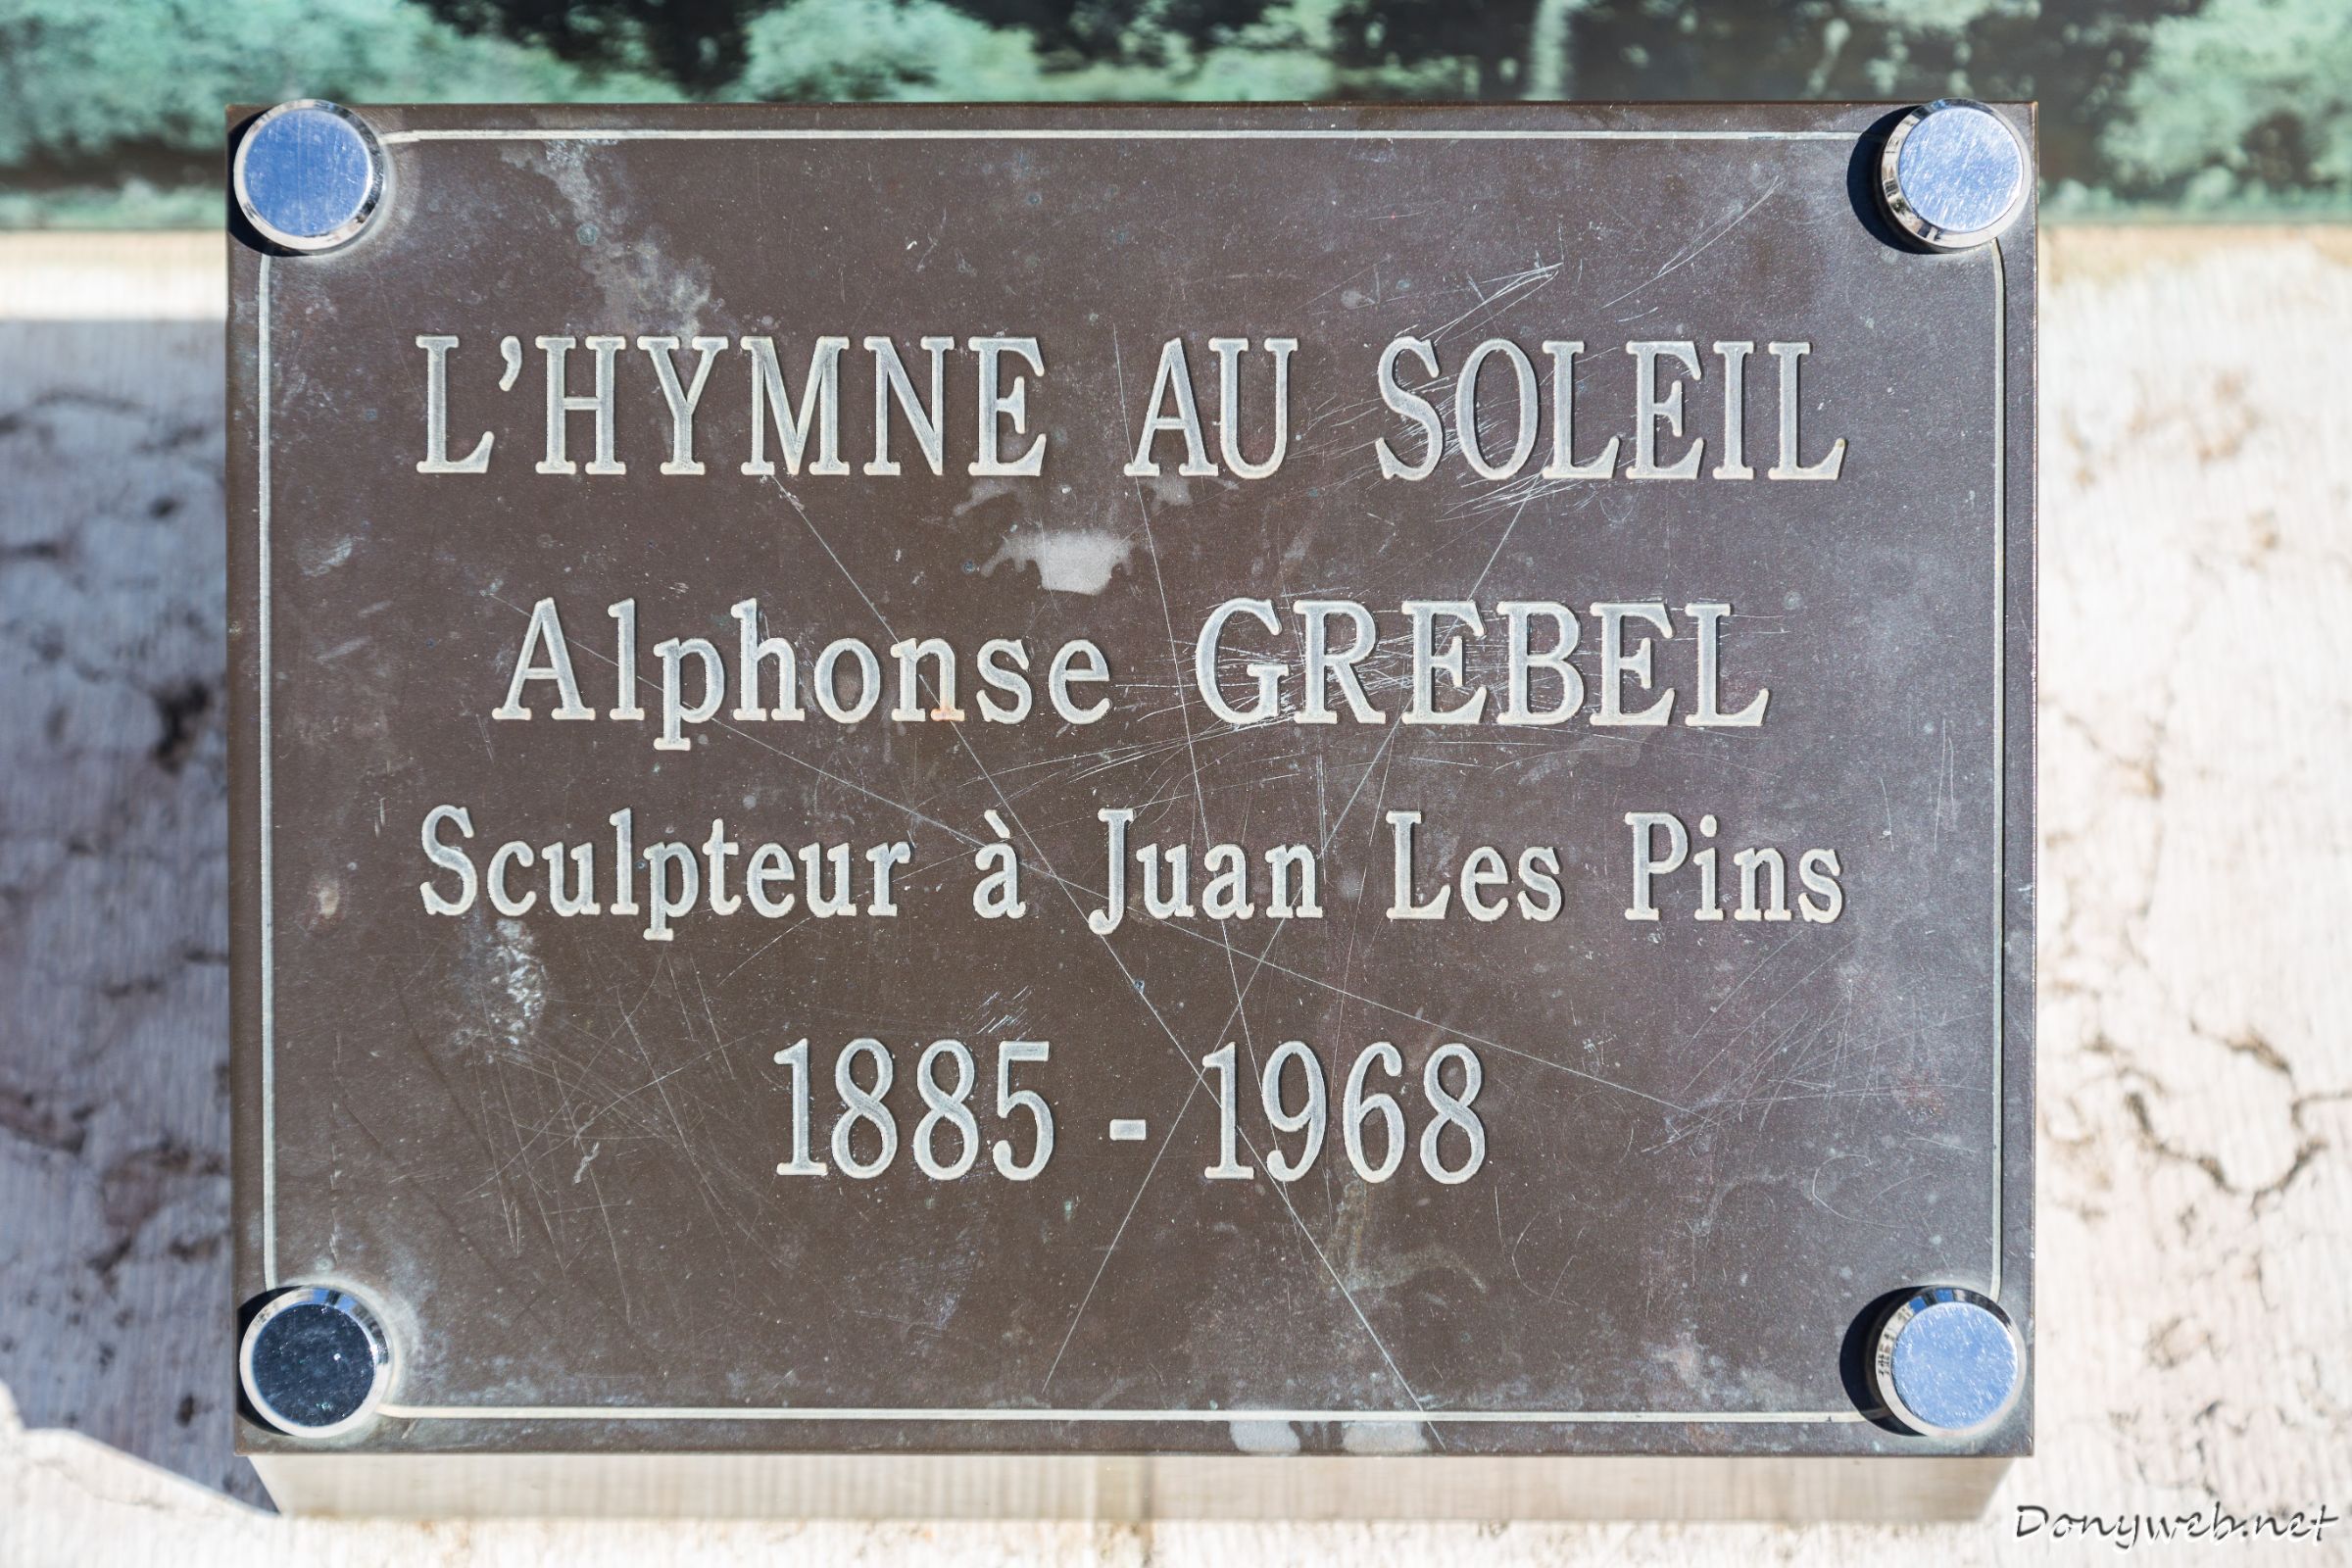 L'HYMNE AU SOLEIL
Alphonse GREBEL
Sculpteur à Juan Les Pins
1885 - 1968
Donyweb.net